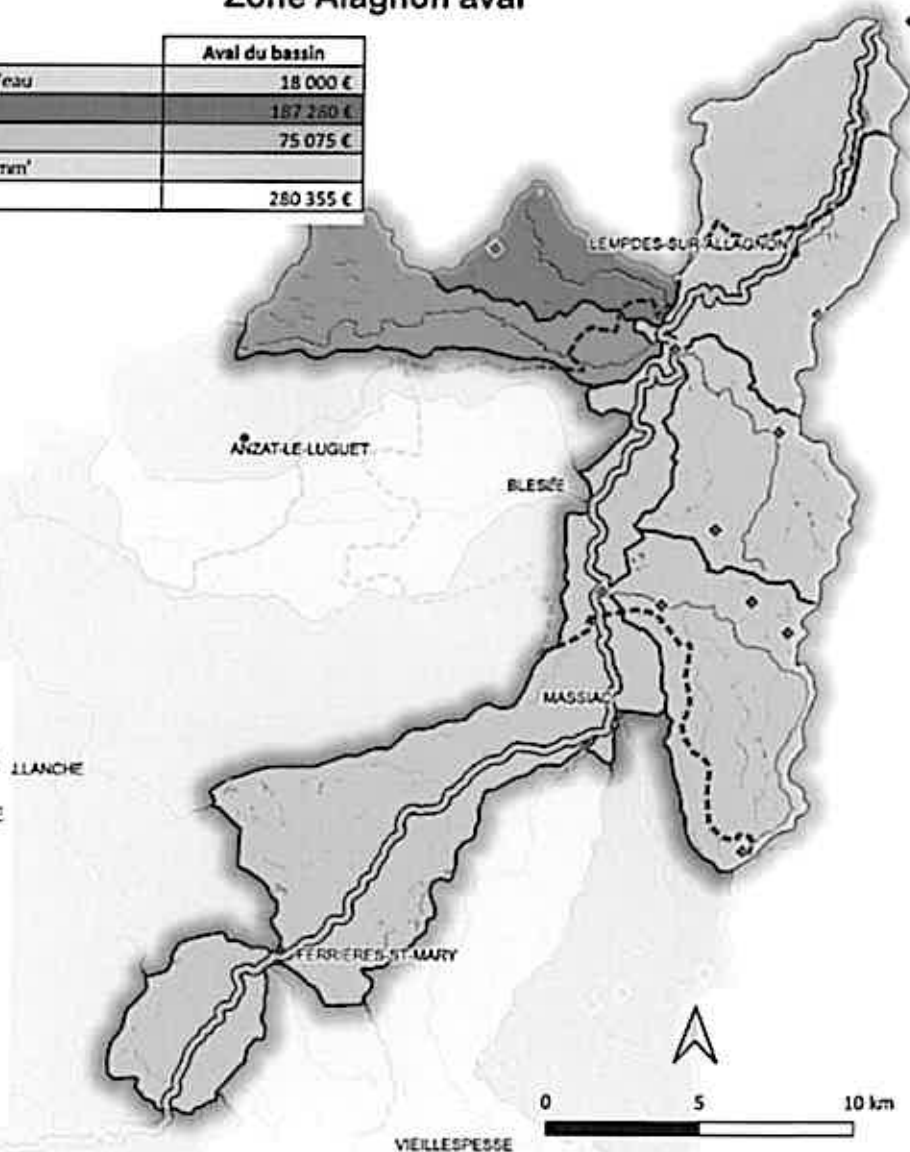 Zone Alagnon aval
Aval du bassin
'eau 18 000 €
187 280 €
75 075 €
mm'
280 355 €
LEMPDES-SUR-ALLAGNON
ANZAT-LE-LUGUET
BLESLE
MASSIAC
LLANCHE
E
FERRIERES-ST-MARY
0 5 10 km
VIEILLESPESSE